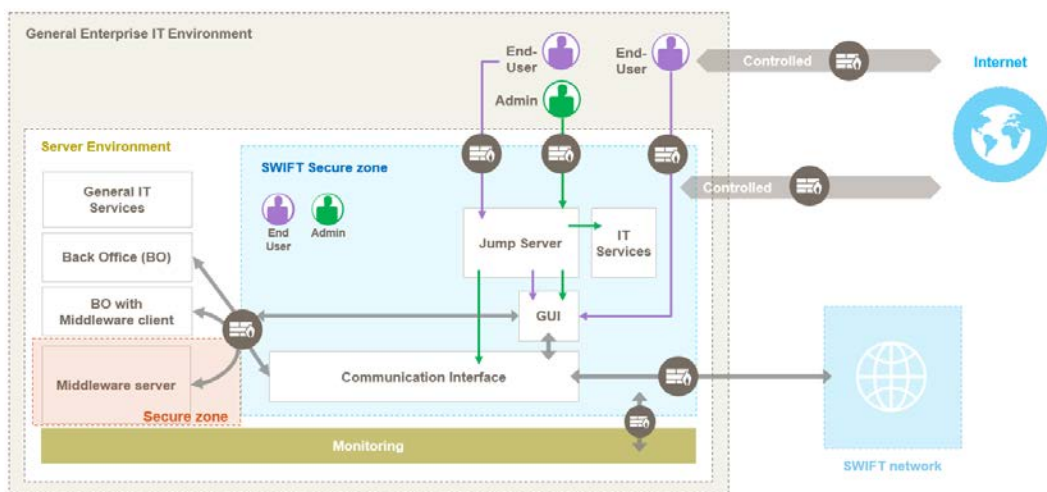 General Enterprise IT Environment
End-
User
End-
User
Controlled
Internet
Admin
Server Environment
SWIFT Secure zone
Controlled
General IT
Services
End
User
Admin
Jump Server
IT
Services
Back Office (BO)
BO with
Middleware client
GUI
Middleware server
Communication Interface
Secure zone
Monitoring
SWIFT network